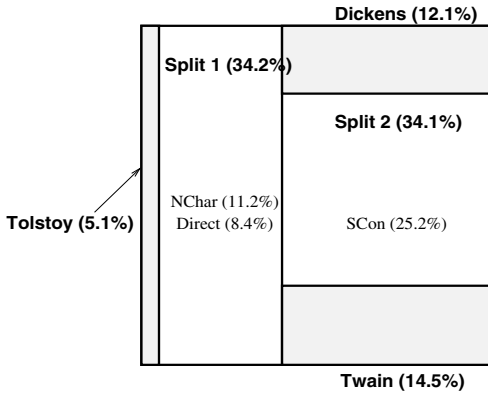 Dickens (12.1%)
Split 1 (34.2%)
Split 2 (34.1%)
NChar (11.2%)
Direct (8.4%)
Tolstoy (5.1%)
SCon (25.2%)
Twain (14.5%)